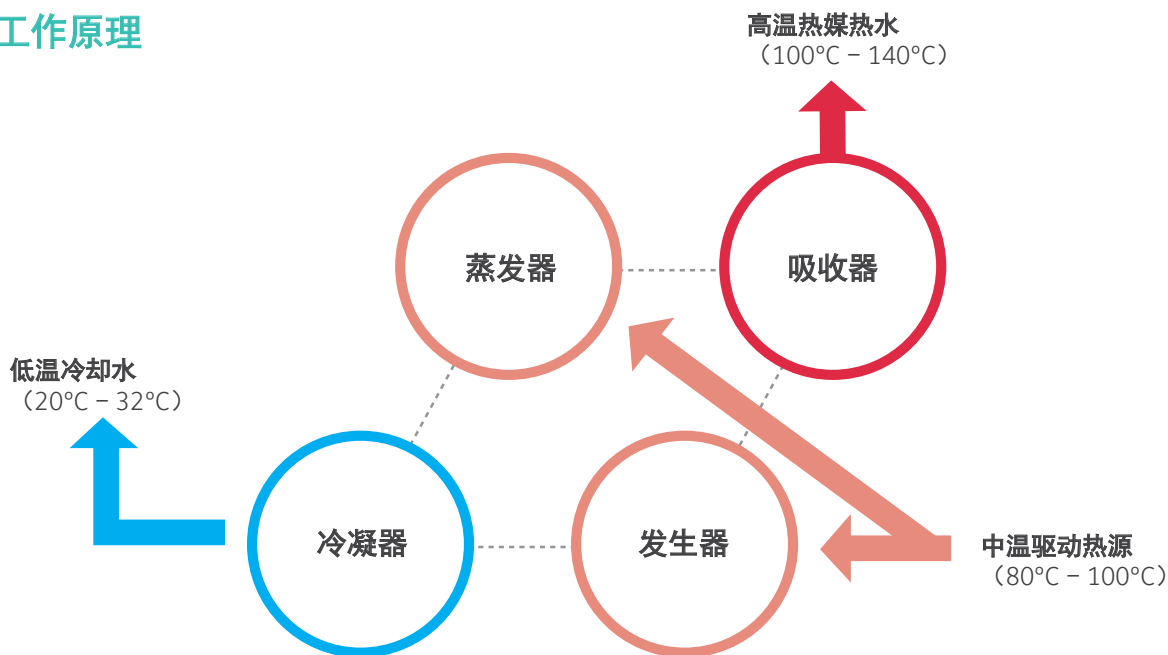 工作原理
高温热媒热水
（100°C – 140°C）
蒸发器
吸收器
低温冷却水
（20°C – 32°C）
冷凝器
发生器
中温驱动热源
（80°C – 100°C）